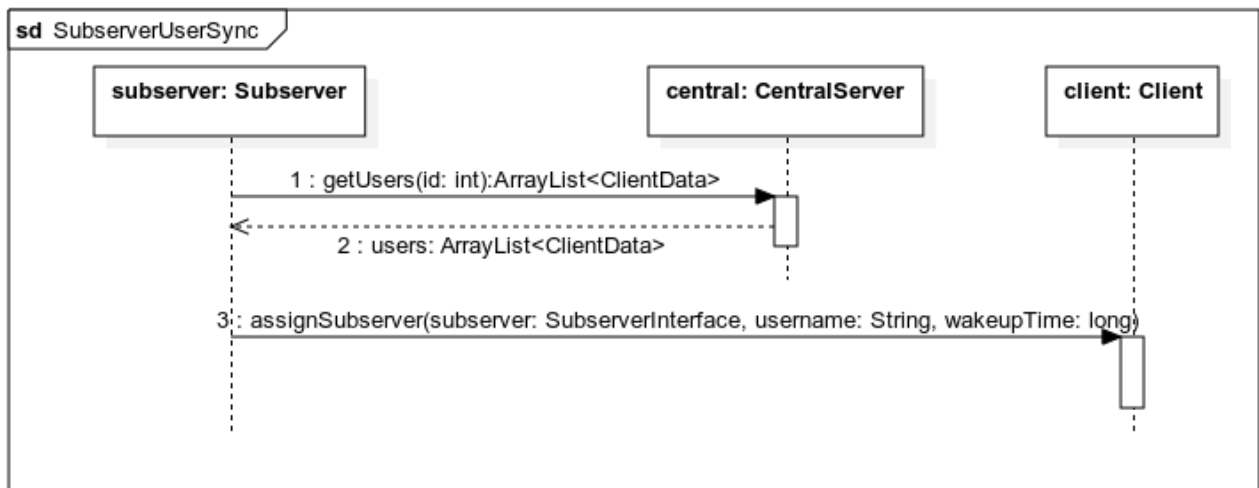 sd SubserverUserSync
subserver: Subserver
central: CentralServer
client: Client
1 : getUsers(id: int):ArrayList<ClientData>
2 : users: ArrayList<ClientData>
3 : assignSubserver(subserver: SubserverInterface, username: String, wakeupTime: long)